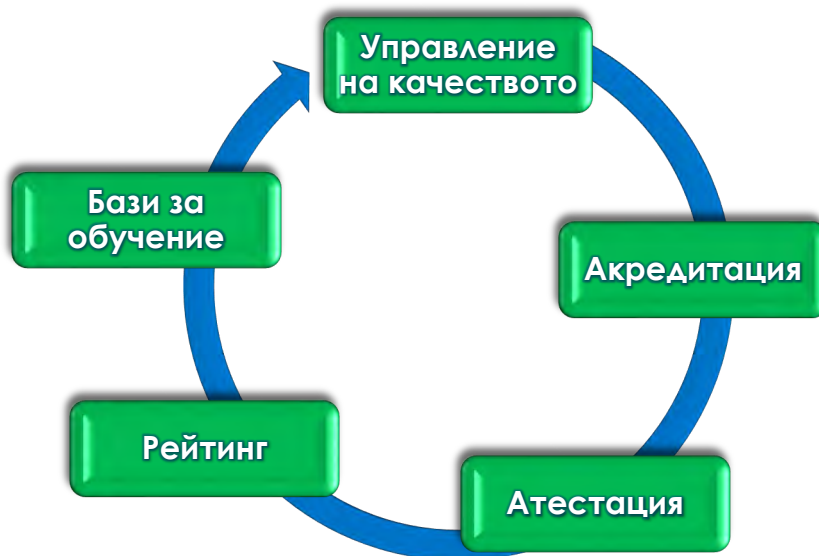 Управление
на качеството
Акредитация
Атестация
Рейтинг
Бази за
обучение